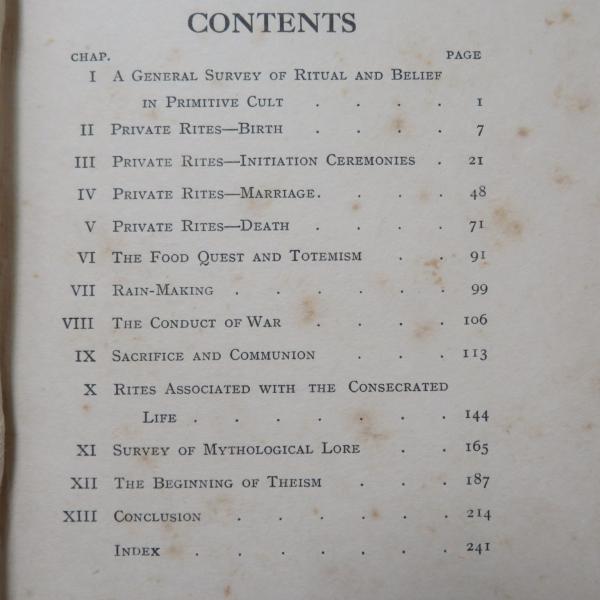 CONTENTS
CHAP. PAGE
I A General Survey of Ritual and Belief
in Primitive Cult . . . . 1
II Private Rites—Birth . . . . 7
III Private Rites—Initiation Ceremonies . 21
IV Private Rites—Marriage. . . . 48
V Private Rites—Death . . . . 71
VI The Food Quest and Totemism . . 91
VII Rain-Making . . . . . . 99
VIII The Conduct of War . . . . 106
IX Sacrifice and Communion . . . 113
X Rites Associated with the Consecrated
Life . . . . . . . 144
XI Survey of Mythological Lore . . 165
XII The Beginning of Theism . . . 187
XIII Conclusion . . . . . . 214
Index . . . . . . . 241